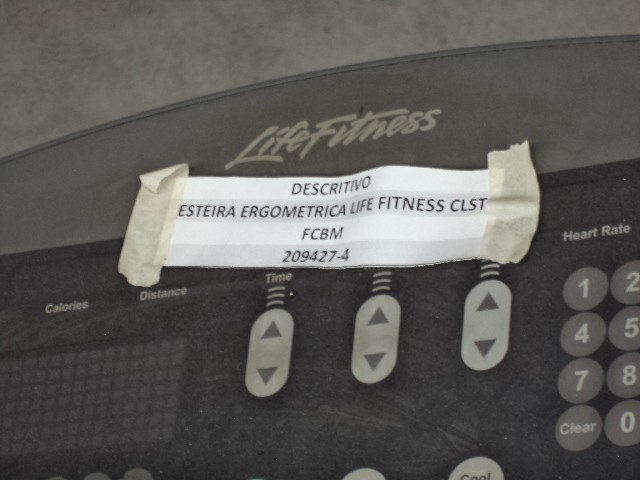 LifeFitness
DESCRITIVO
ESTEIRA ERGOMETRICA LIFE FITNESS CLST
FCBM
209427-4
Calories
Distance
Time
Heart Rate
1 2
4 5
7 8
Clear 0
Cool